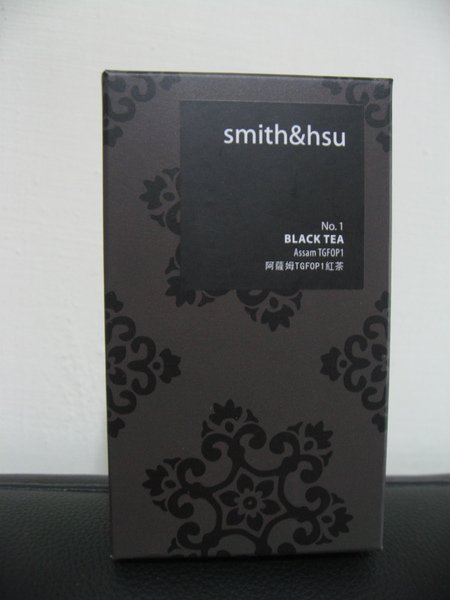 smith&hsu
No. 1
BLACK TEA
Assam TGFOP1
阿薩姆TGFOP1紅茶